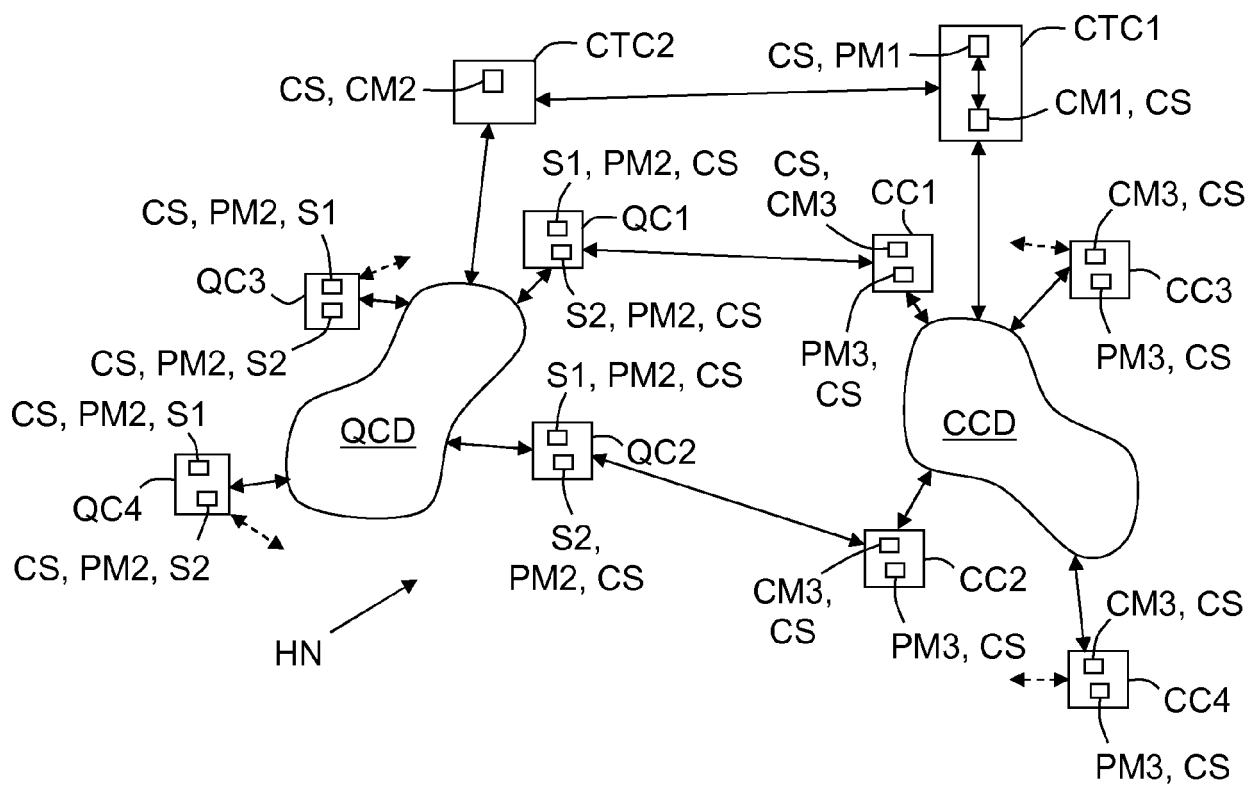 CTC2
CTC1
CS, PM1
CS, CM2
CM1, CS
S1, PM2, CS
CS,
CM3
CC1
CM3, CS
CS, PM2, S1
QC1
QC3
CC3
S2, PM2, CS
PM3,
CS
PM3, CS
CS, PM2, S2
S1, PM2, CS
CS, PM2, S1
QCD
CCD
QC2
QC4
S2,
PM2, CS
CS, PM2, S2
CM3,
CS
CC2
CM3, CS
HN
PM3, CS
CC4
PM3, CS